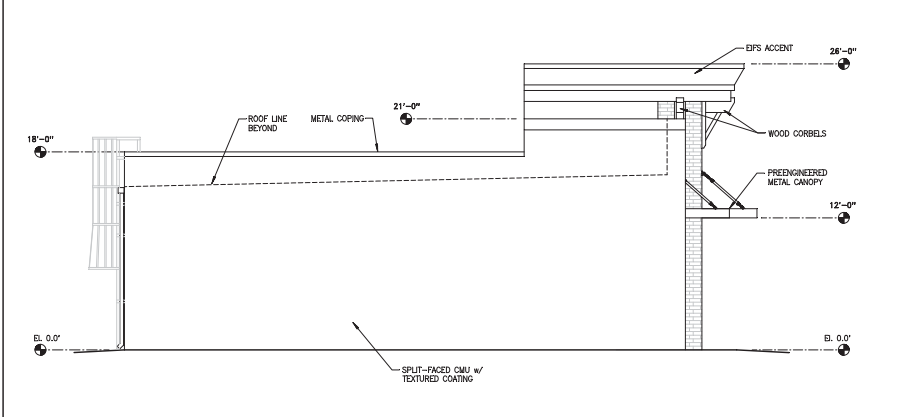 EIFS ACCENT
26'-0"
21'-0"
ROOF LINE
BEYOND
METAL COPING
18'-0"
WOOD CORBELS
PREENGINEERED
METAL CANOPY
12'-0"
El. 0.0'
El. 0.0'
SPLIT-FACED CMU w/
TEXTURED COATING